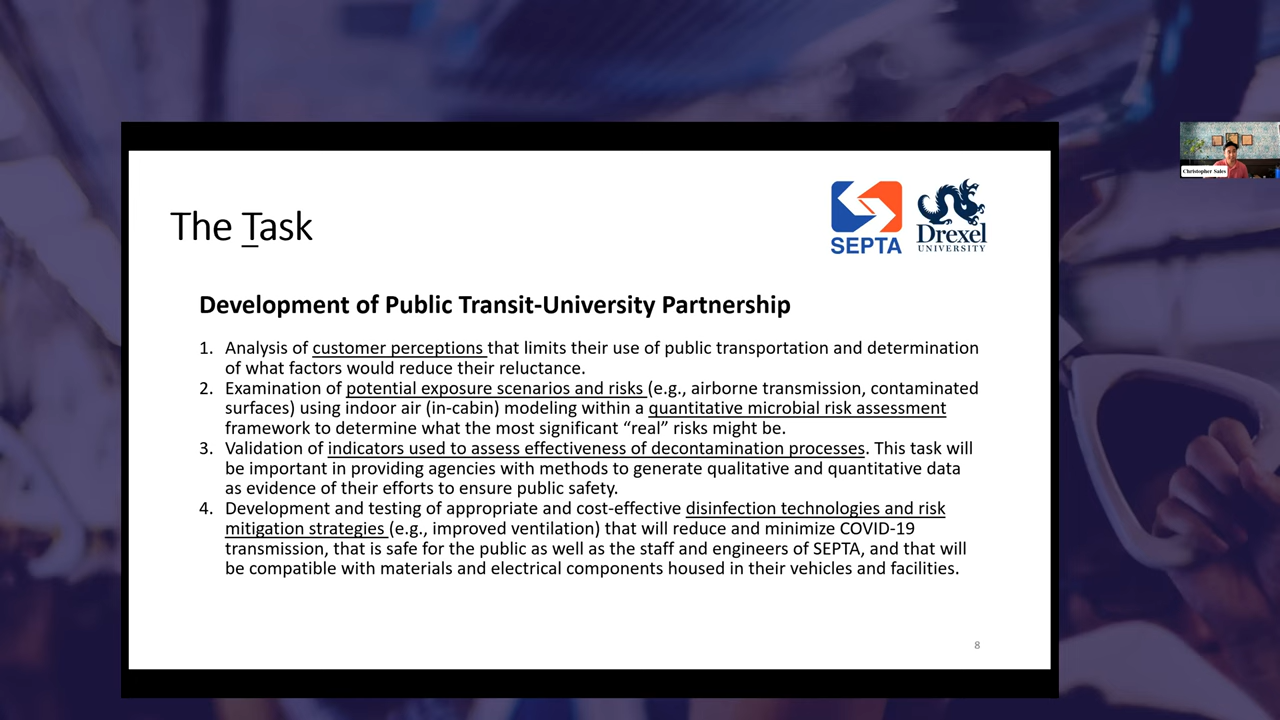 The Task
SEPTA
Drexel
UNIVERSITY
Christopher Sales
Development of Public Transit-University Partnership
1. Analysis of customer perceptions that limits their use of public transportation and determination
of what factors would reduce their reluctance.
2. Examination of potential exposure scenarios and risks (e.g., airborne transmission, contaminated
surfaces) using indoor air (in-cabin) modeling within a quantitative microbial risk assessment
framework to determine what the most significant “real” risks might be.
3. Validation of indicators used to assess effectiveness of decontamination processes. This task will
be important in providing agencies with methods to generate qualitative and quantitative data
as evidence of their efforts to ensure public safety.
4. Development and testing of appropriate and cost-effective disinfection technologies and risk
mitigation strategies (e.g., improved ventilation) that will reduce and minimize COVID-19
transmission, that is safe for the public as well as the staff and engineers of SEPTA, and that will
be compatible with materials and electrical components housed in their vehicles and facilities.
8